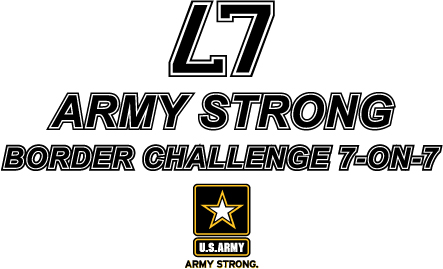 L7
ARMY STRONG
BORDER CHALLENGE 7-ON-7
U.S.ARMY
ARMY STRONG.